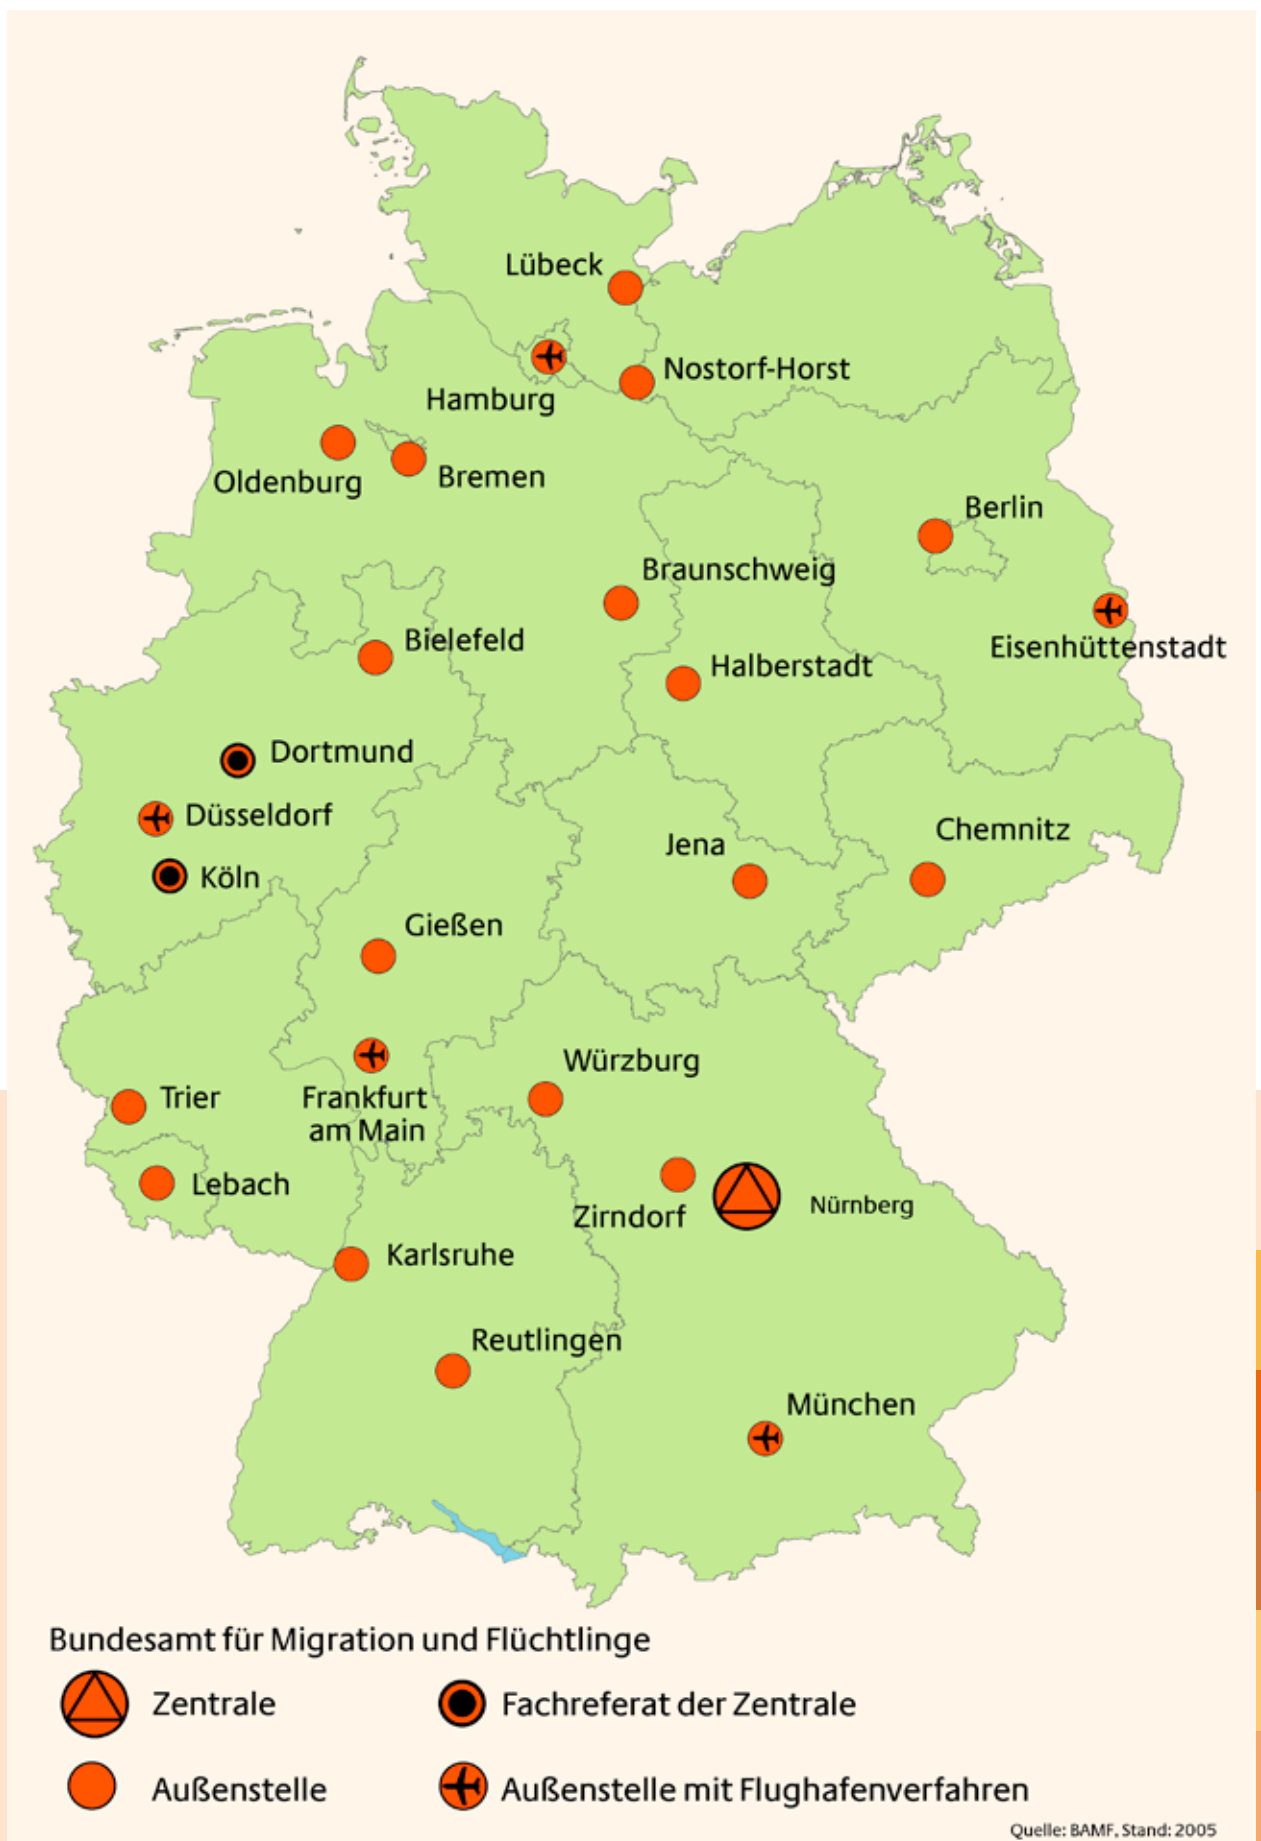 Lübeck
Nostorf-Horst
Hamburg
Oldenburg
Bremen
Berlin
Braunschweig
Eisenhüttenstadt
Bielefeld
Halberstadt
Dortmund
Düsseldorf
Chemnitz
Jena
Köln
Gießen
Würzburg
Trier
Frankfurt
am Main
Lebach
Zirndorf
Nürnberg
Karlsruhe
Reutlingen
München
Bundesamt für Migration und Flüchtlinge
Zentrale
Fachreferat der Zentrale
Außenstelle
Außenstelle mit Flughafenverfahren
Quelle: BAMF, Stand: 2005